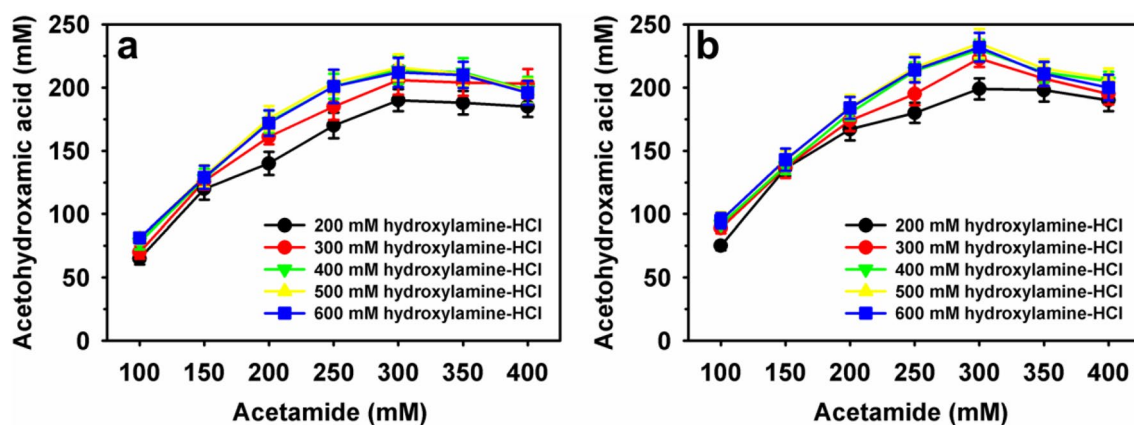 a
Acetohydroxamic acid (mM)
250
200
150
100
50
0
200 mM hydroxylamine-HCl
300 mM hydroxylamine-HCl
400 mM hydroxylamine-HCl
500 mM hydroxylamine-HCl
600 mM hydroxylamine-HCl
100 150 200 250 300 350 400
Acetamide (mM)
b
Acetohydroxamic acid (mM)
250
200
150
100
50
0
200 mM hydroxylamine-HCl
300 mM hydroxylamine-HCl
400 mM hydroxylamine-HCl
500 mM hydroxylamine-HCl
600 mM hydroxylamine-HCl
100 150 200 250 300 350 400
Acetamide (mM)